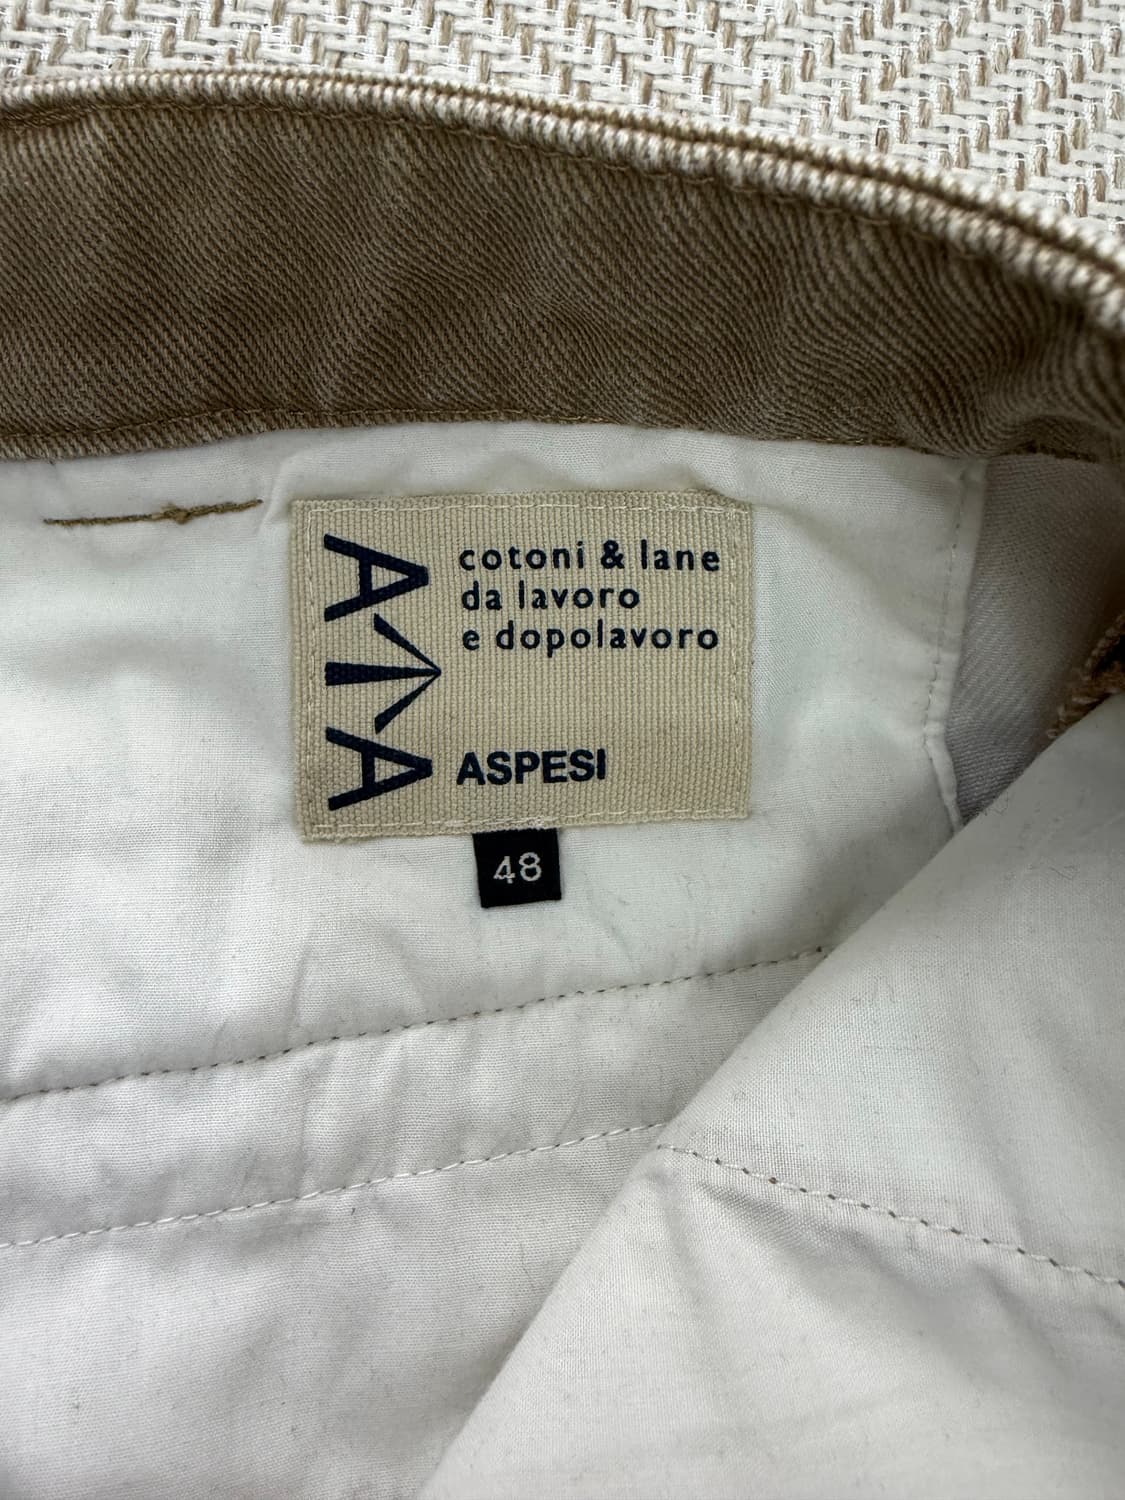 cotoni & lane
da lavoro
e dopolavoro
ASPESI
48